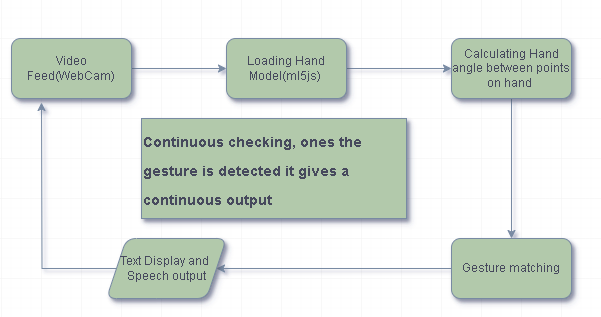 Video
Feed(WebCam)
Loading Hand
Model(ml5js)
Calculating Hand
angle between points
on hand
Continuous checking, ones the
gesture is detected it gives a
continuous output
Text Display and
Speech output
Gesture matching